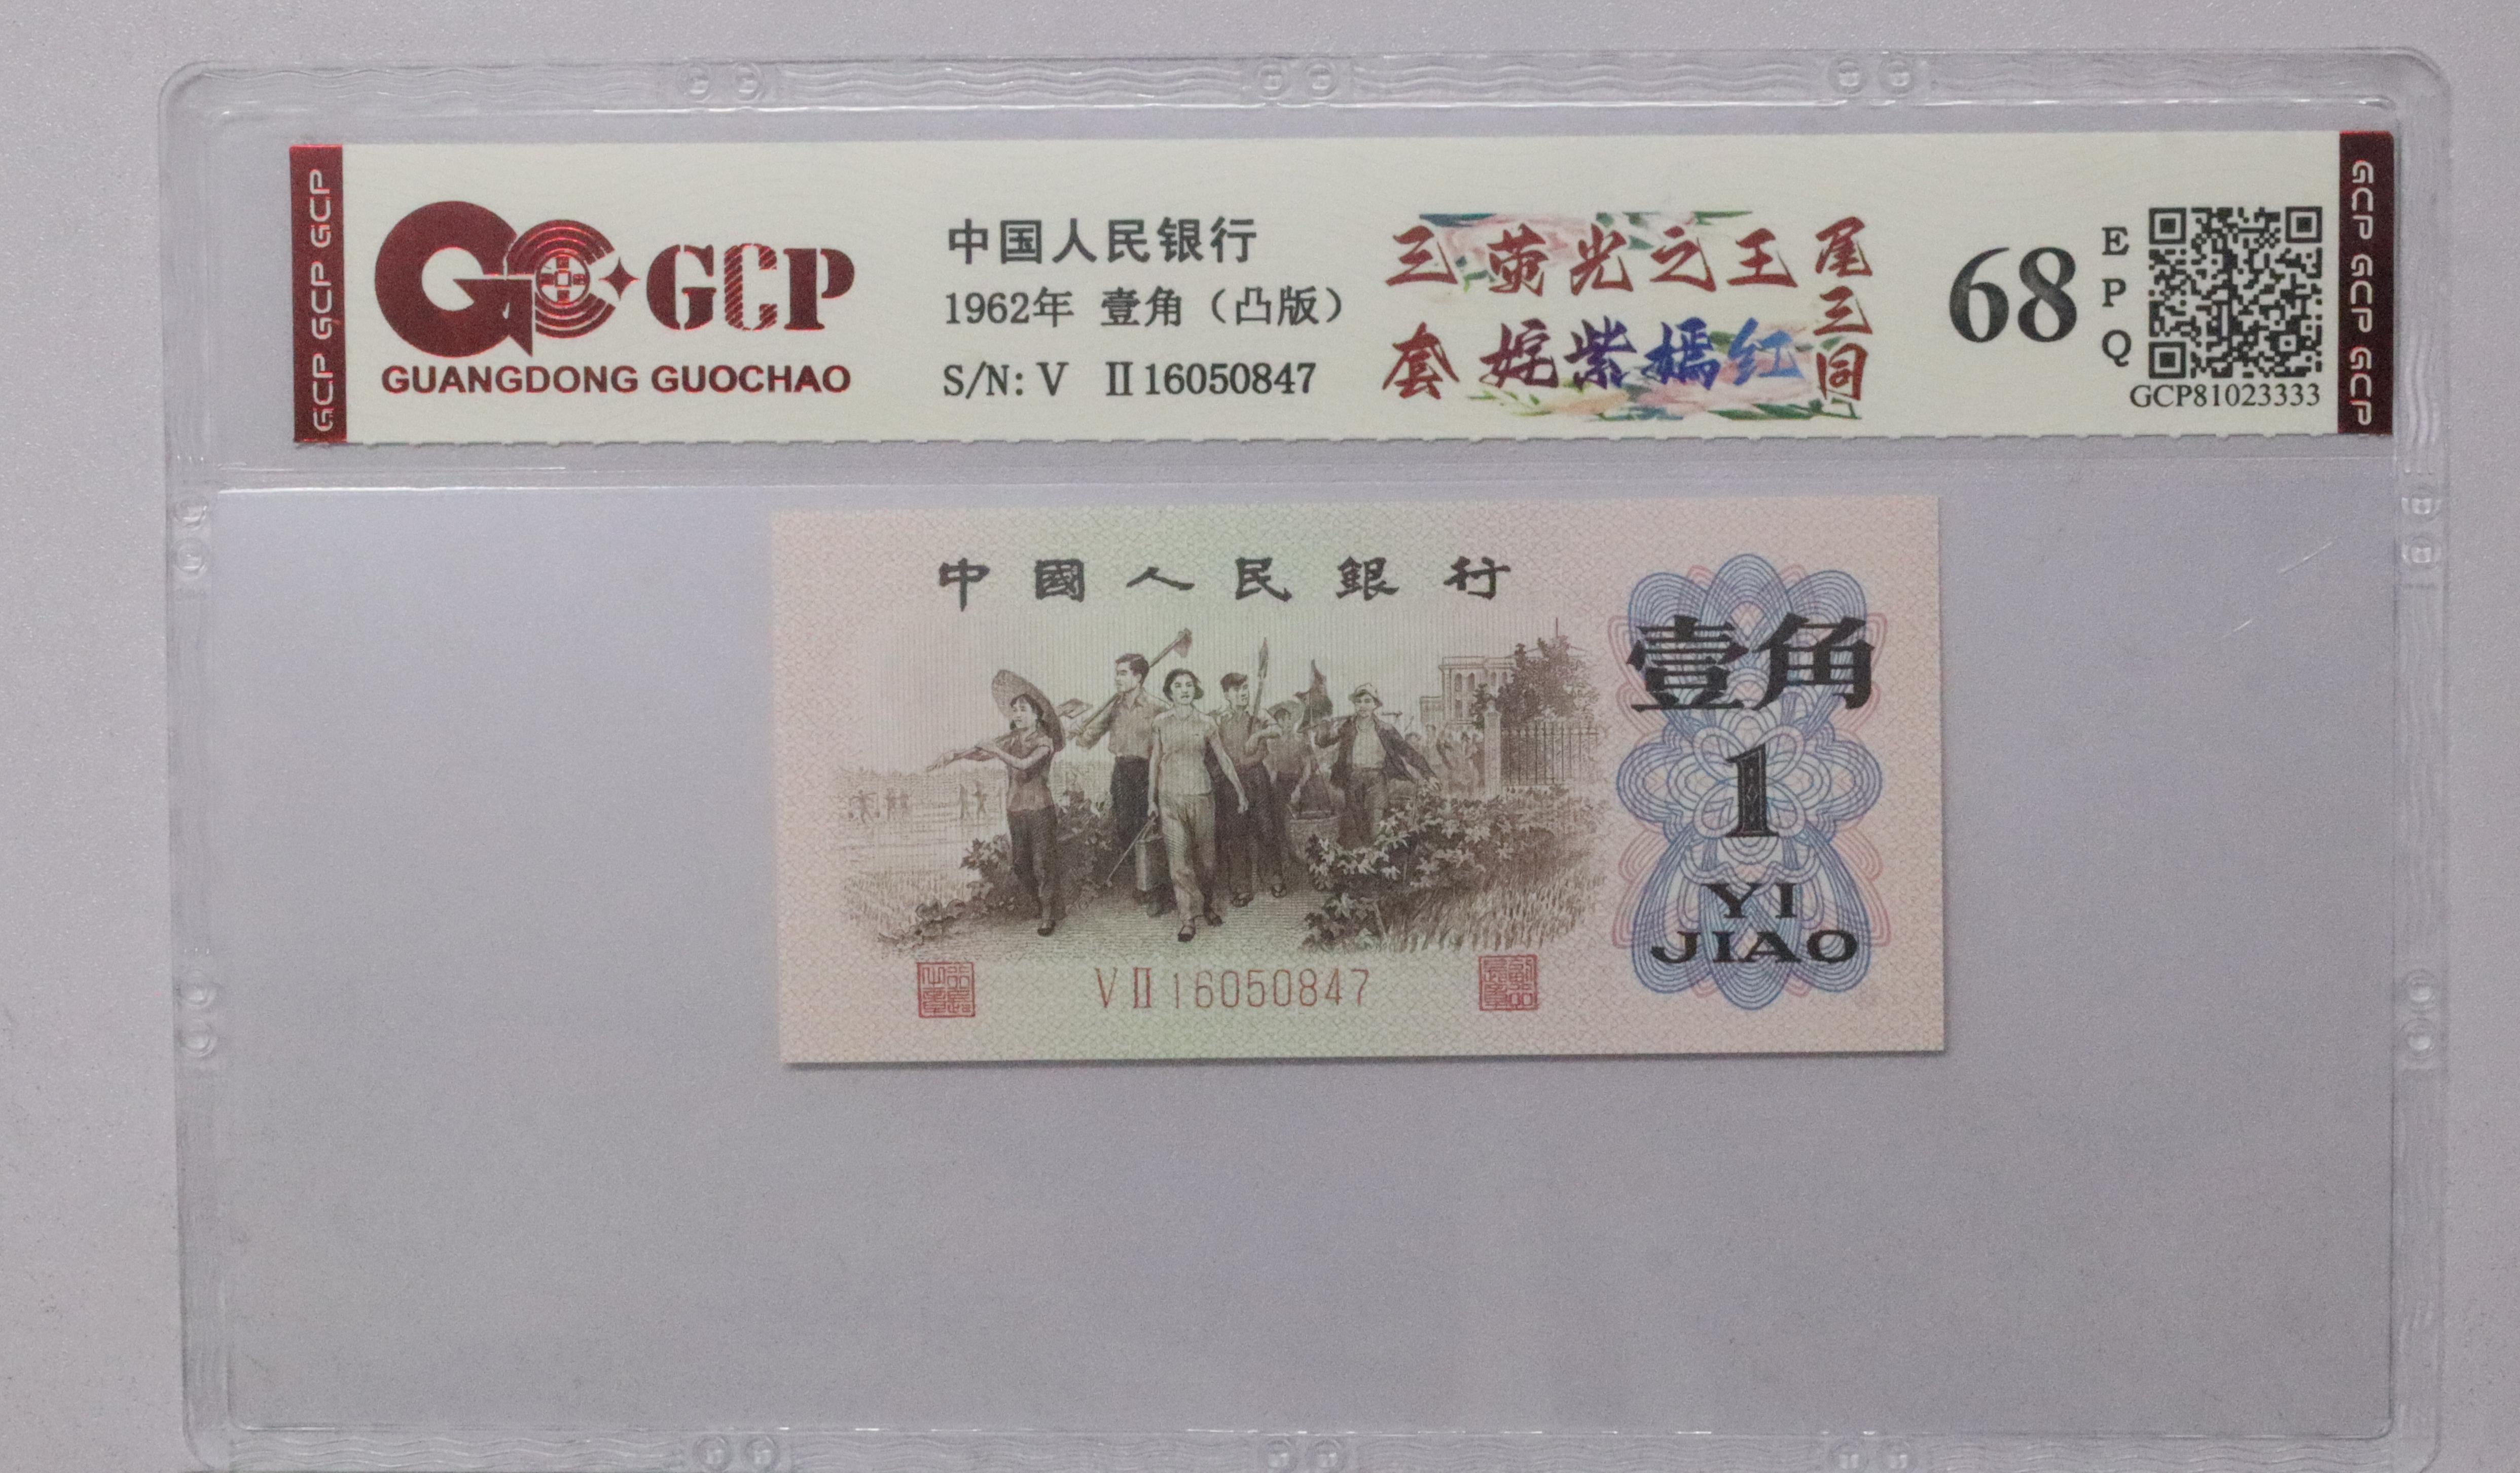 GCP GCP GCP
GCP
GUANGDONG GUOCHAO
中国人民银行
1962年 壹角（凸版）
S/N: V Ⅱ 16050847
三套
荧光之王
姹紫嫣红
尾三同
68
EPQ
GCP81023333
GCP GCP GCP
中國人民銀行
壹角
1
YI
JIAO
V Ⅱ 16050847